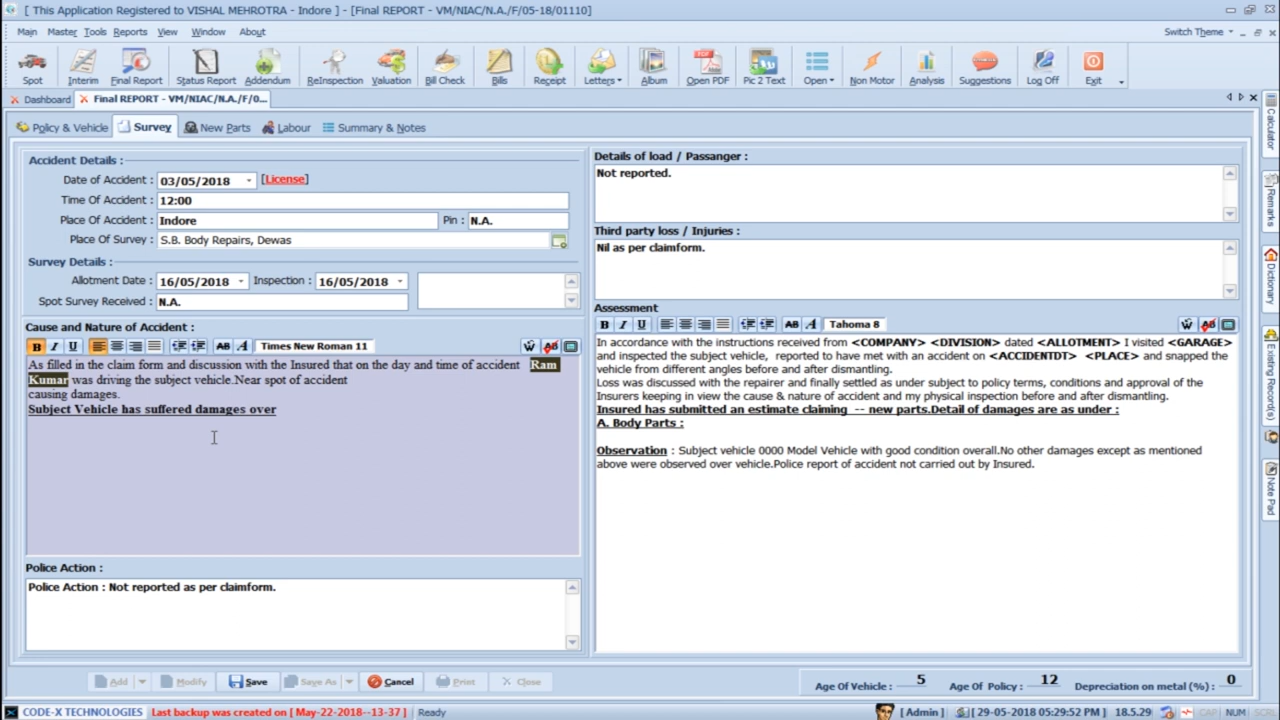 [ This Application Registered to VISHAL MEHROTRA - Indore ] - [Final REPORT - VM/NIAC/N.A./F/05-18/01110]
Main Master Tools Reports View Window About
Switch Theme
Spot Interim Final Report Status Report Addendum ReInspection Valuation Bill Check Bills Receipt Letters Album Open PDF Pic 2 Text Open Non Motor Analysis Suggestions Log Off Exit
Dashboard Final REPORT - VM/NIAC/N.A./F/0...
Policy & Vehicle Survey New Parts Labour Summary & Notes
Accident Details :
Date of Accident : 03/05/2018 [License]
Time Of Accident : 12:00
Place Of Accident : Indore Pin : N.A.
Place Of Survey : S.B. Body Repairs, Dewas
Survey Details :
Allotment Date : 16/05/2018 Inspection : 16/05/2018
Spot Survey Received : N.A.
Cause and Nature of Accident :
B I U AB A Times New Roman 11 W AB
As filled in the claim form and discussion with the Insured that on the day and time of accident Ram
Kumar was driving the subject vehicle.Near spot of accident
causing damages.
Subject Vehicle has suffered damages over
Police Action :
Police Action : Not reported as per claimform.
Details of load / Passanger :
Not reported.
Third party loss / Injuries :
Nil as per claimform.
Assessment
B I U AB A Tahoma 8 W AB
In accordance with the instructions received from <COMPANY> <DIVISION> dated <ALLOTMENT> I visited <GARAGE>
and inspected the subject vehicle, reported to have met with an accident on <ACCIDENTDT> <PLACE> and snapped the
vehicle from different angles before and after dismantling.
Loss was discussed with the repairer and finally settled as under subject to policy terms, conditions and approval of the
Insurers keeping in view the cause & nature of accident and my physical inspection before and after dismantling.
Insured has submitted an estimate claiming -- new parts.Detail of damages are as under :
A. Body Parts :
Observation : Subject vehicle 0000 Model Vehicle with good condition overall.No other damages except as mentioned
above were observed over vehicle.Police report of accident not carried out by Insured.
Calculator
Remarks
Dictionary
Existing Record(s)
Note Pad
Add Modify Save Save As Cancel Print Close
Age Of Vehicle : 5 Age Of Policy : 12 Depreciation on metal (%) : 0
CODE-X TECHNOLOGIES Last backup was created on [ May-22-2018--13-37 ] Ready [ Admin ] [29-05-2018 05:29:52 PM ] 18.5.29 CAP NUM SCRL